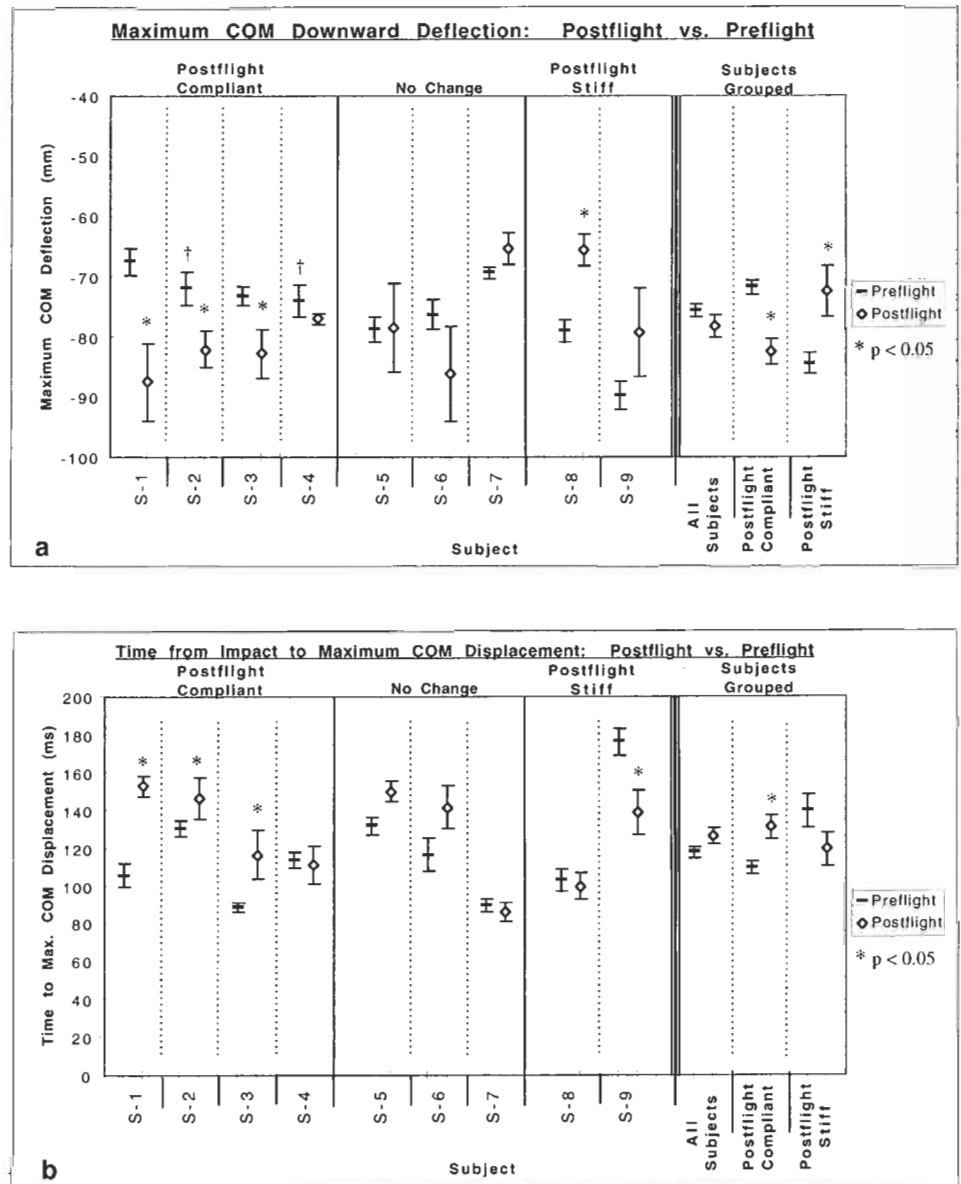 Maximum COM Downward Deflection: Postflight vs. Preflight
Postflight
Compliant
No Change
Postflight
Stiff
Subjects
Grouped
Maximum COM Deflection (mm)
-40
-50
-60
-70
-80
-90
-100
*
†
*
*
†
*
*
*
Preflight
Postflight
* p < 0.05
S-1
S-2
S-3
S-4
S-5
S-6
S-7
S-8
S-9
All
Subjects
Postflight
Compliant
Postflight
Stiff
Subject
a
Time from Impact to Maximum COM Displacement: Postflight vs. Preflight
Postflight
Compliant
No Change
Postflight
Stiff
Subjects
Grouped
Time to Max. COM Displacement (ms)
200
180
160
140
120
100
80
60
40
20
0
*
*
*
*
*
Preflight
Postflight
* p < 0.05
S-1
S-2
S-3
S-4
S-5
S-6
S-7
S-8
S-9
All
Subjects
Postflight
Compliant
Postflight
Stiff
Subject
b